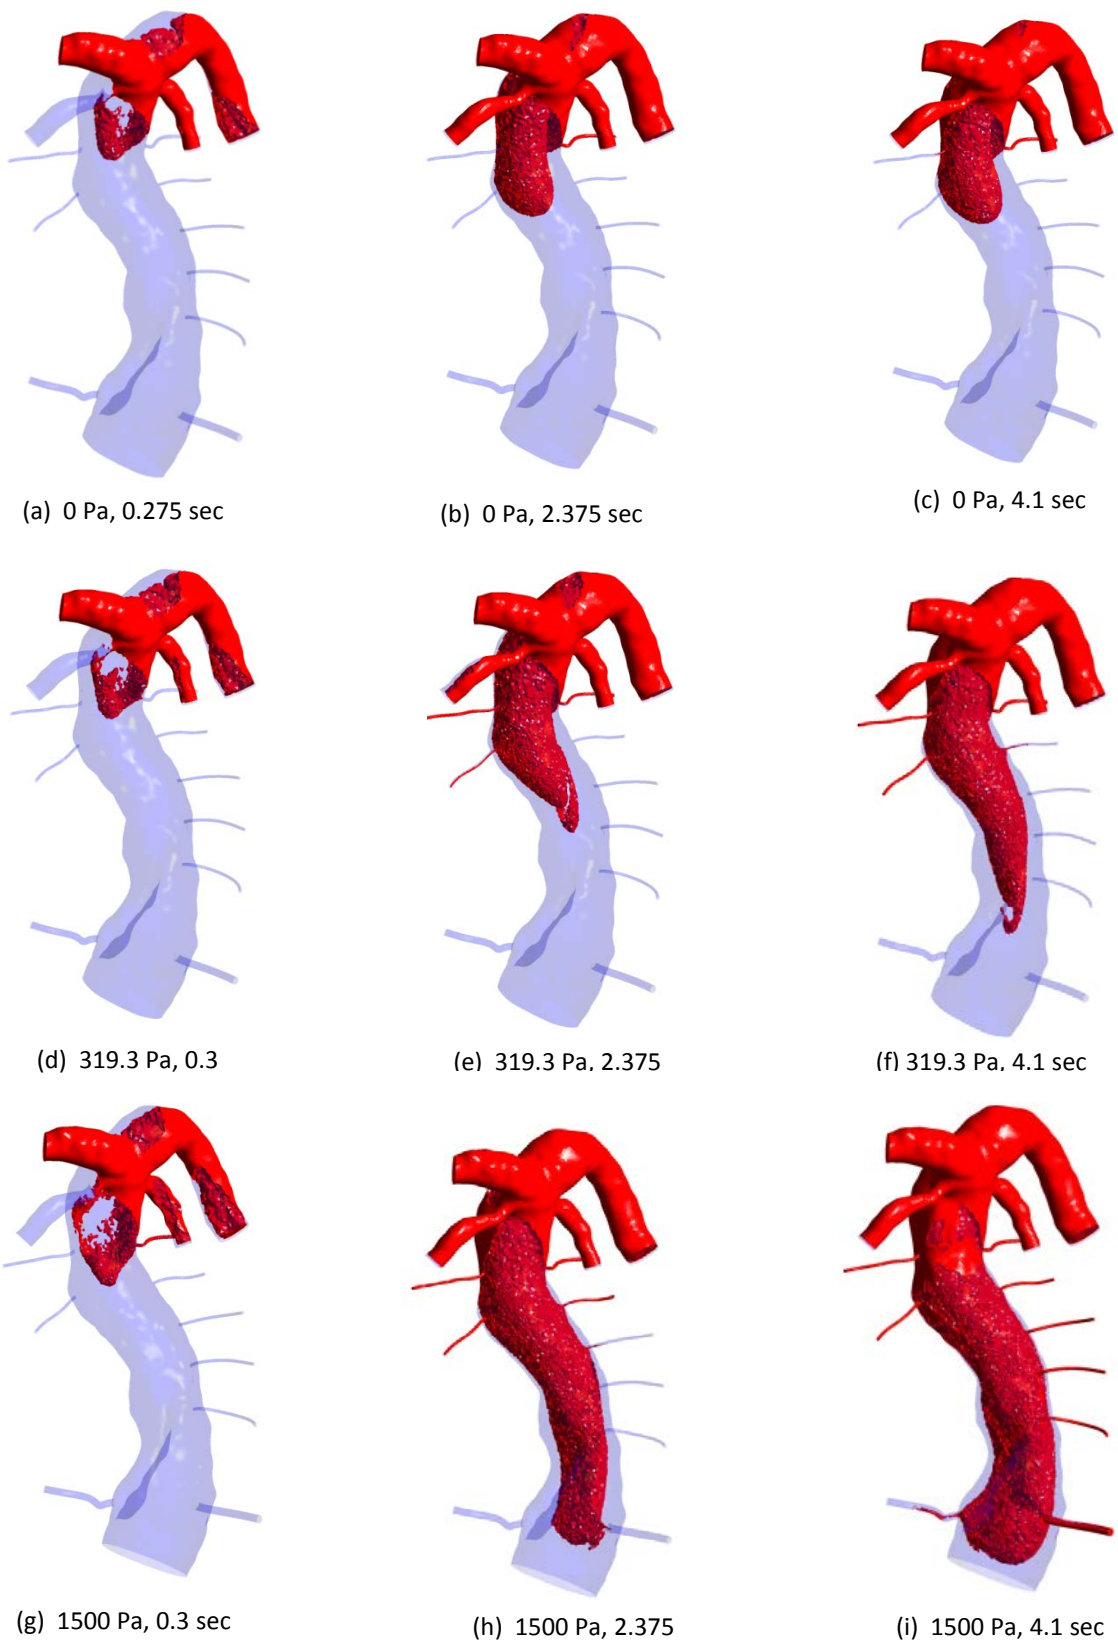 (a) 0 Pa, 0.275 sec
(b) 0 Pa, 2.375 sec
(c) 0 Pa, 4.1 sec
(d) 319.3 Pa, 0.3
(e) 319.3 Pa, 2.375
(f) 319.3 Pa, 4.1 sec
(g) 1500 Pa, 0.3 sec
(h) 1500 Pa, 2.375
(i) 1500 Pa, 4.1 sec